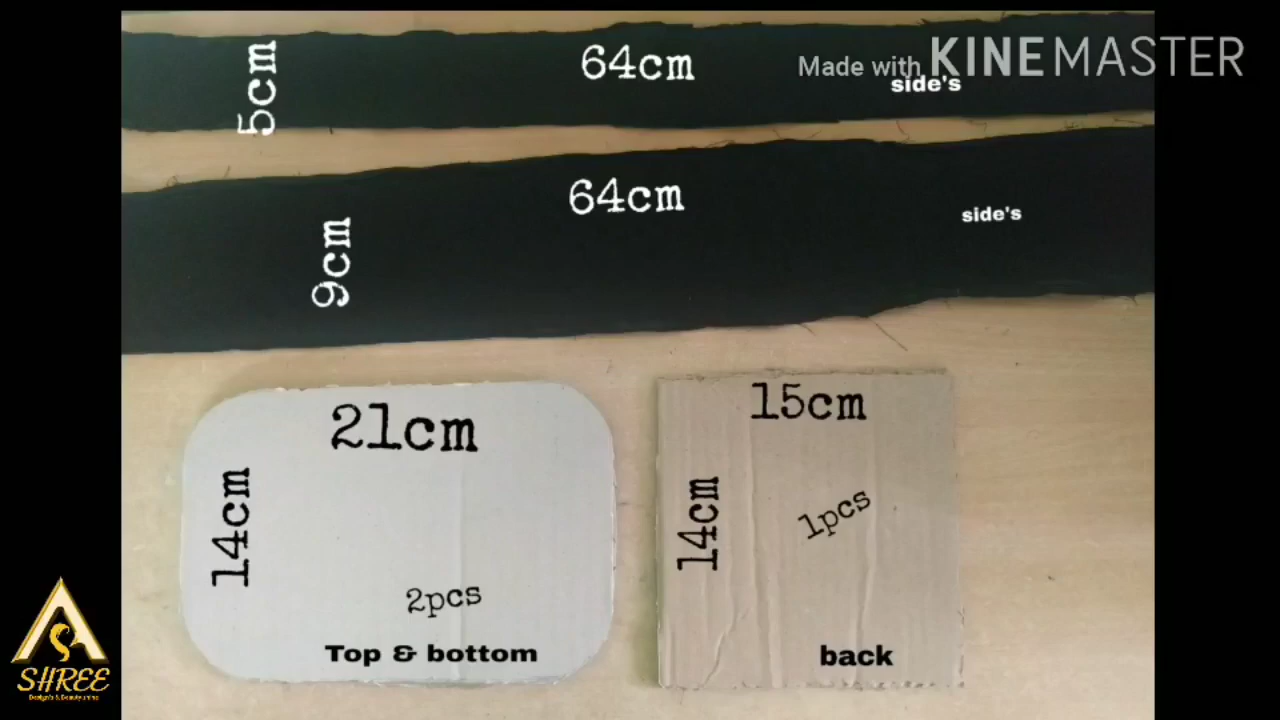 5cm
64cm
Made with KINEMASTER
side's
64cm
side's
9cm
21cm
14cm
2pcs
Top & bottom
15cm
14cm
1pcs
back
SHREE